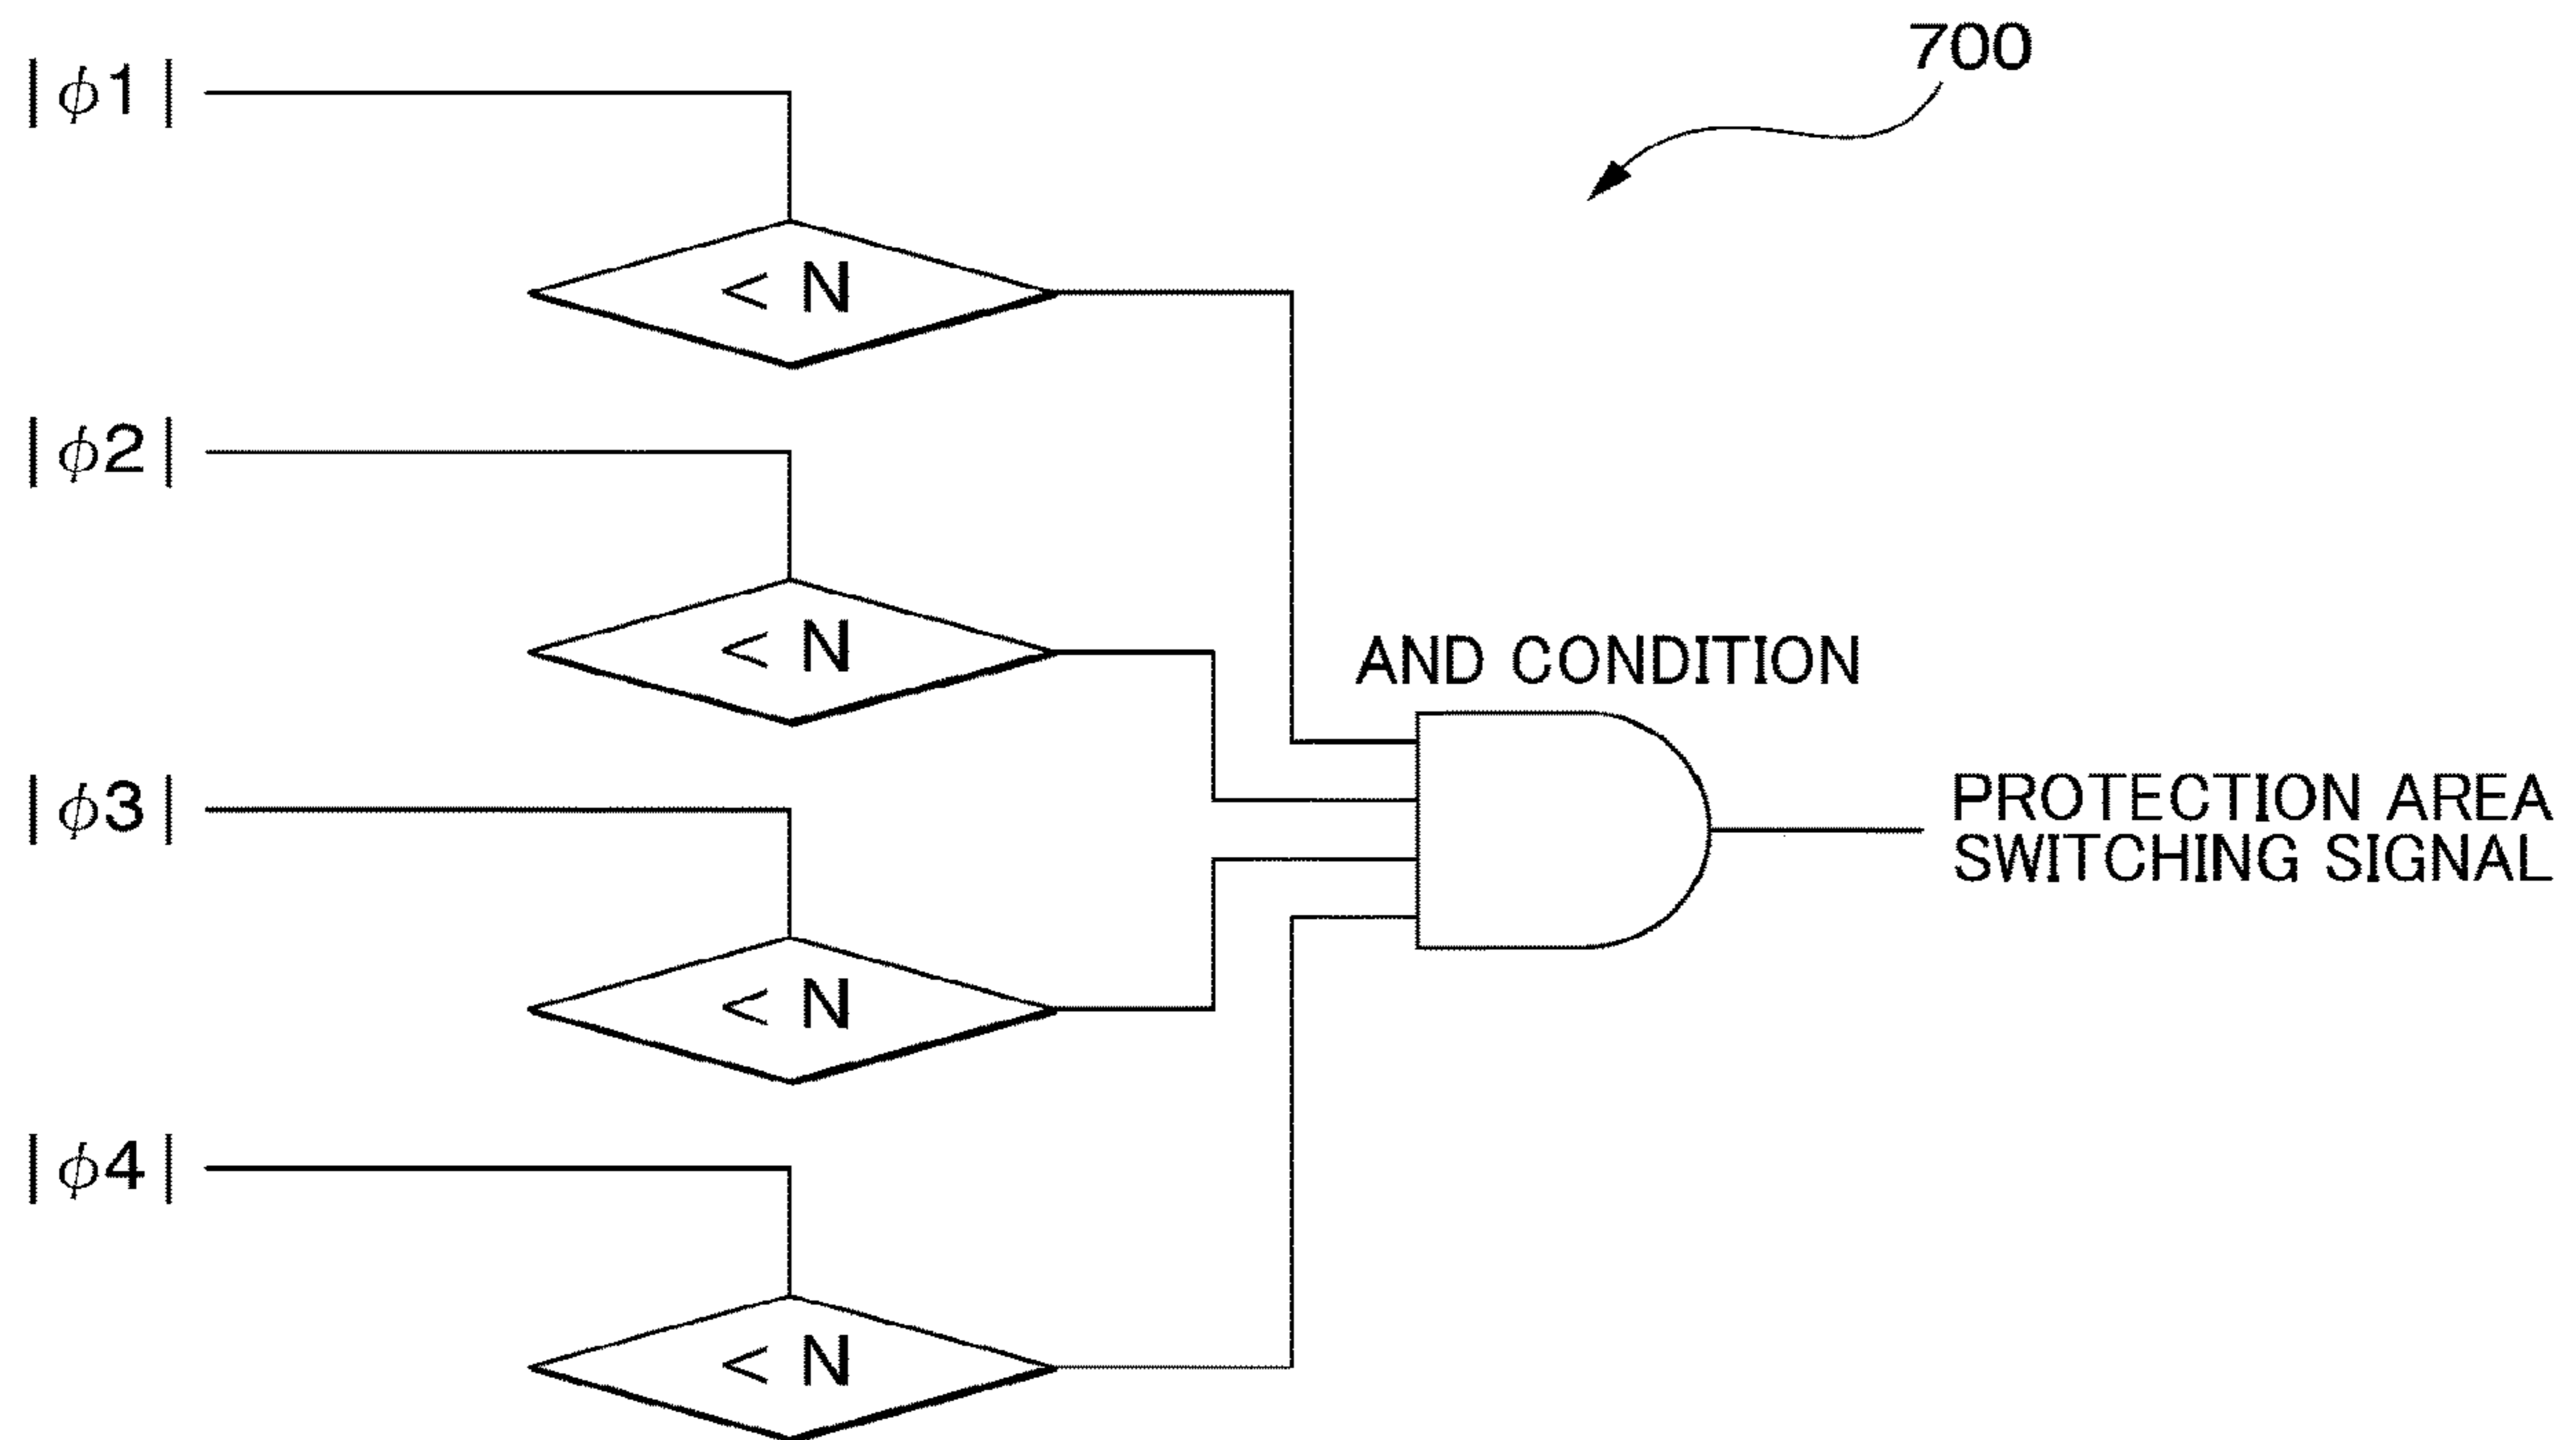 700
|ϕ1|
< N
|ϕ2|
< N
AND CONDITION
|ϕ3|
PROTECTION AREA
SWITCHING SIGNAL
< N
|ϕ4|
< N